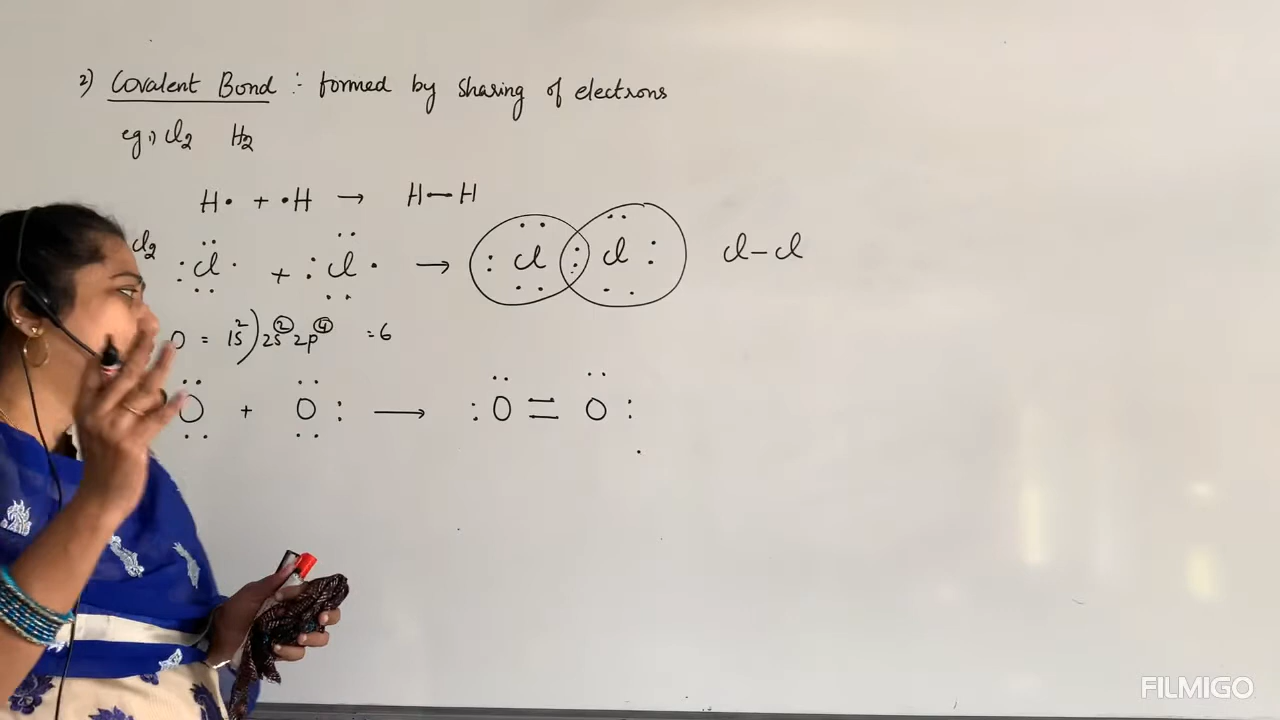 2) Covalent Bond :- formed by sharing of electrons
eg:1) Cl2 H2
H• + •H → H—H
Cl2 :Cl· + :Cl· → :Cl : Cl: Cl–Cl
O = 1S2) 2S2 2p4 =6
O + O: → :O = O:
FILMIGO